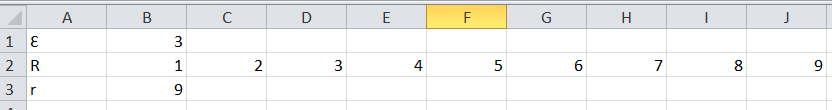 A B C D E F G H I J
1 Ɛ 3
2 R 1 2 3 4 5 6 7 8 9
3 r 9